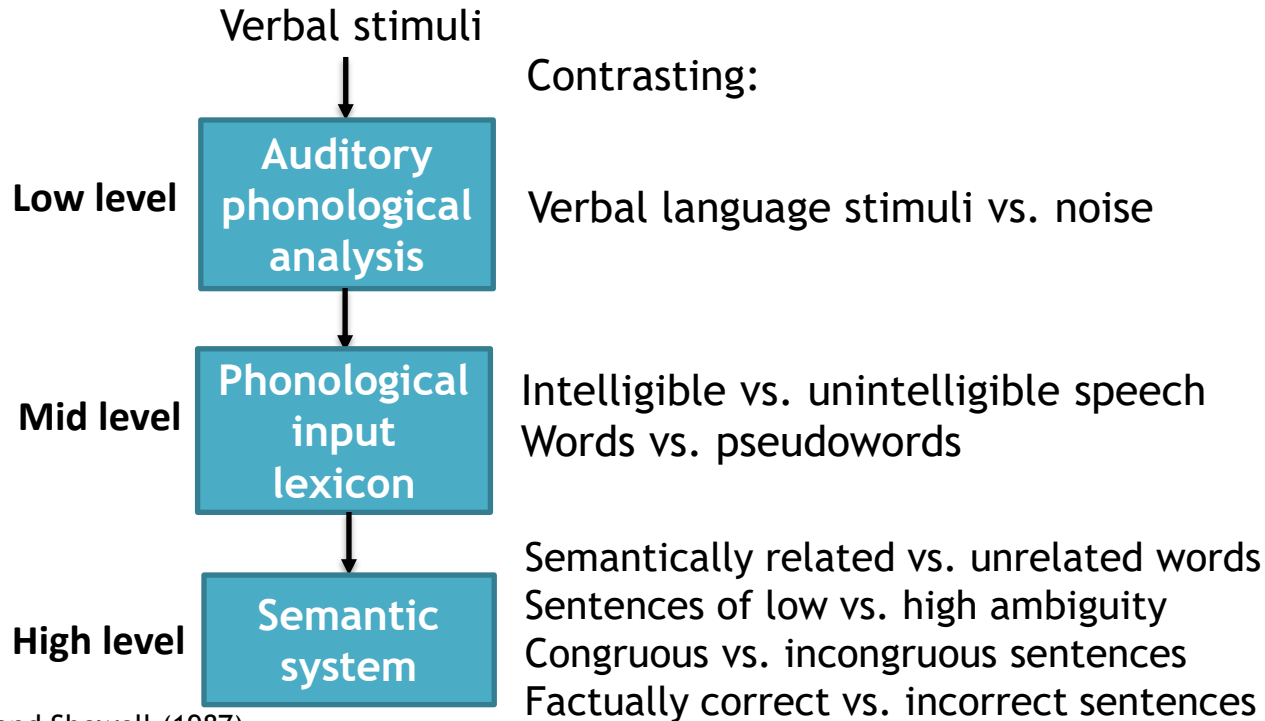 Verbal stimuli
Contrasting:
Low level
Auditory
phonological
analysis
Verbal language stimuli vs. noise
Mid level
Phonological
input
lexicon
Intelligible vs. unintelligible speech
Words vs. pseudowords
High level
Semantic
system
Semantically related vs. unrelated words
Sentences of low vs. high ambiguity
Congruous vs. incongruous sentences
Factually correct vs. incorrect sentences
(1987)